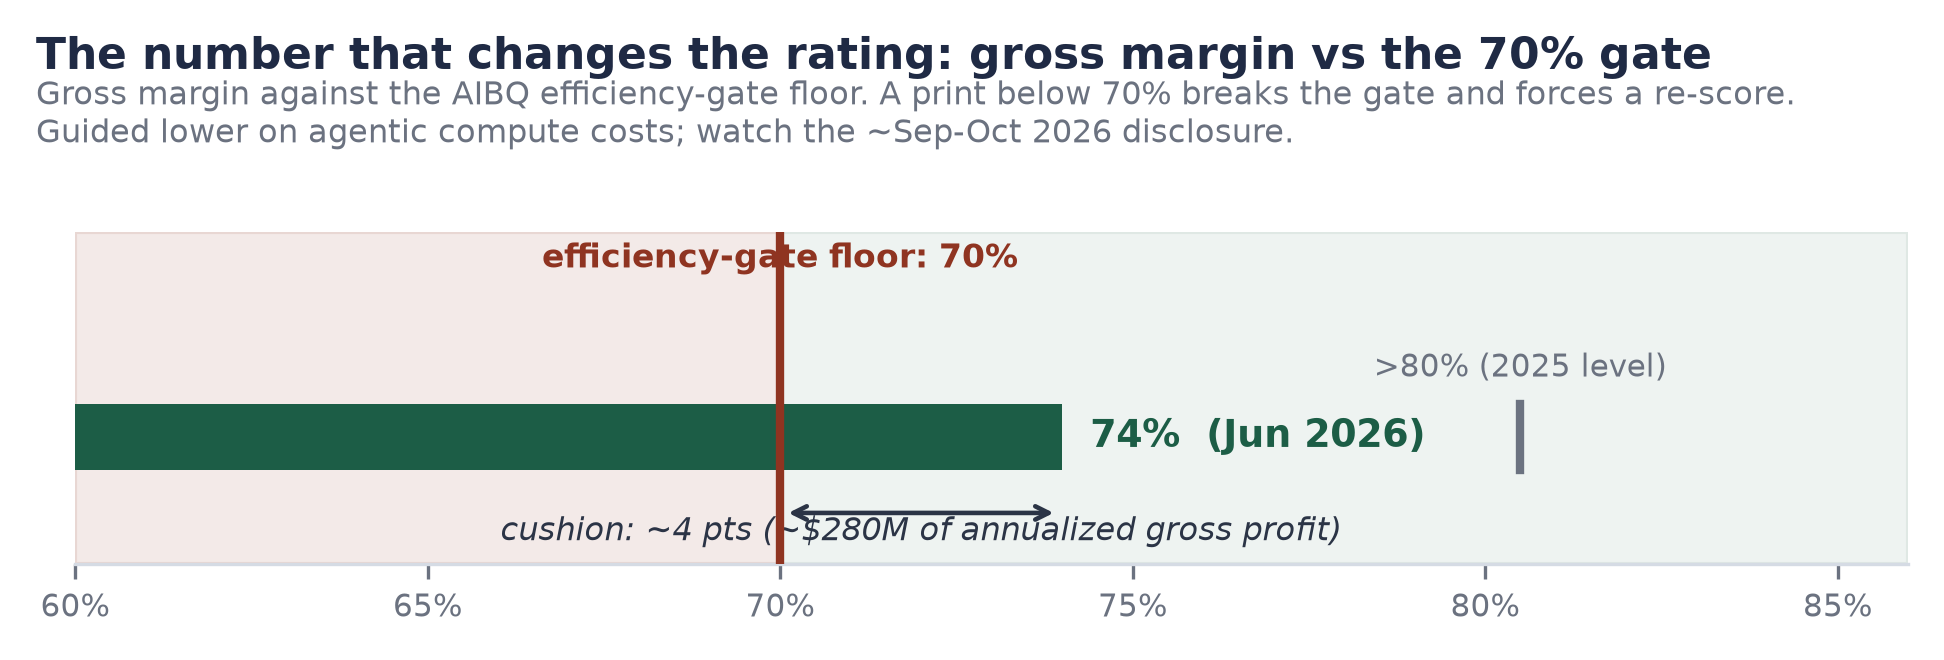 The number that changes the rating: gross margin vs the 70% gate
Gross margin against the AIBQ efficiency-gate floor. A print below 70% breaks the gate and forces a re-score.
Guided lower on agentic compute costs; watch the ~Sep-Oct 2026 disclosure.
efficiency-gate floor: 70%
>80% (2025 level)
74% (Jun 2026)
cushion: ~4 pts (~$280M of annualized gross profit)
60% 65% 70% 75% 80% 85%